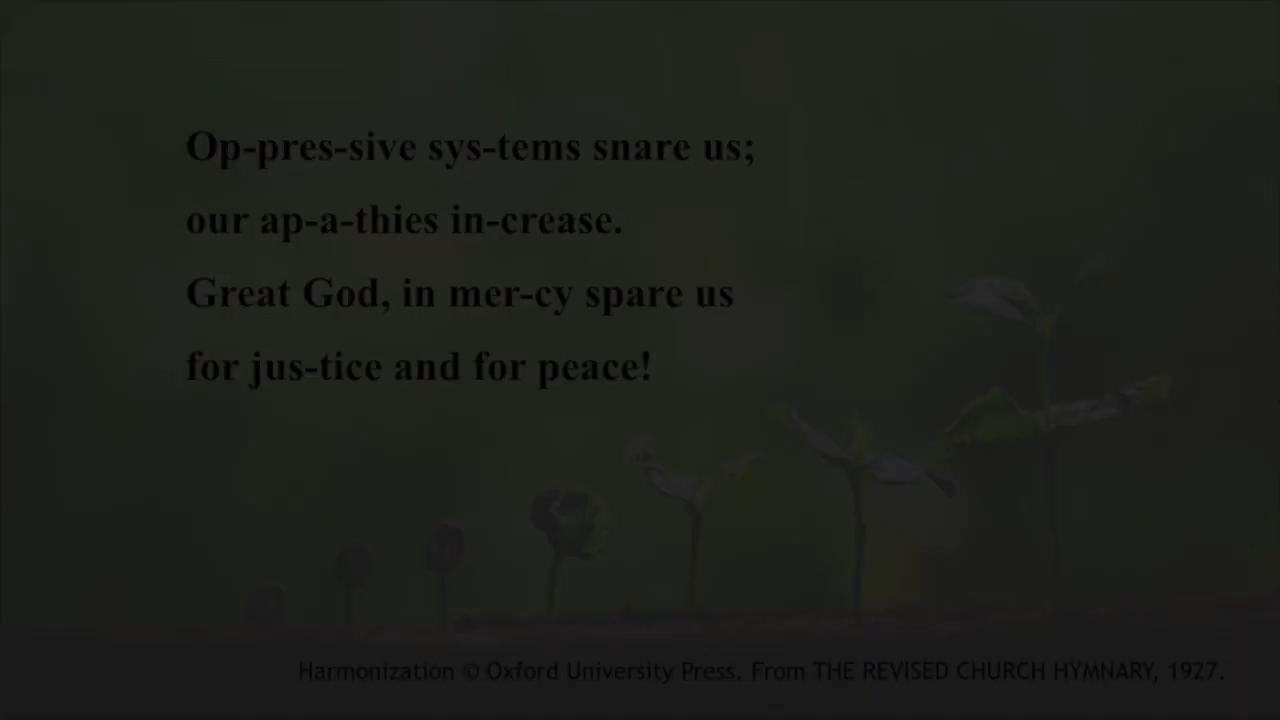 Op-pres-sive sys-tems snare us;
our ap-a-thies in-crease.
Great God, in mer-cy spare us
for jus-tice and for peace!
Harmonization © Oxford University Press. From THE REVISED CHURCH HYMNARY, 1927.